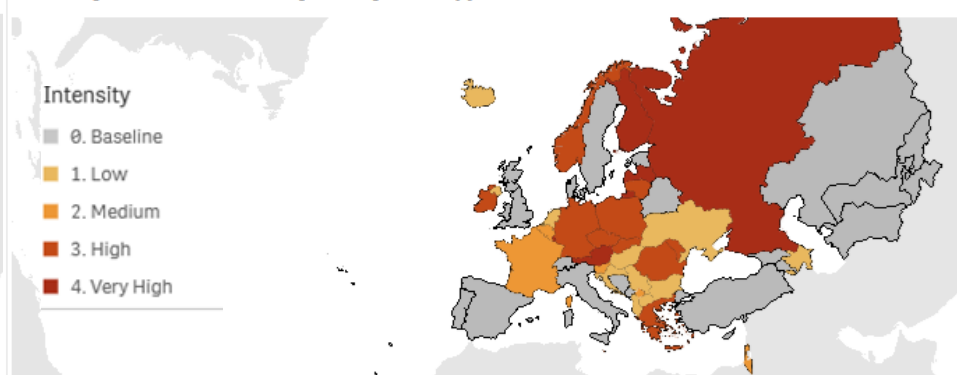 Intensity
0. Baseline
1. Low
2. Medium
3. High
4. Very High